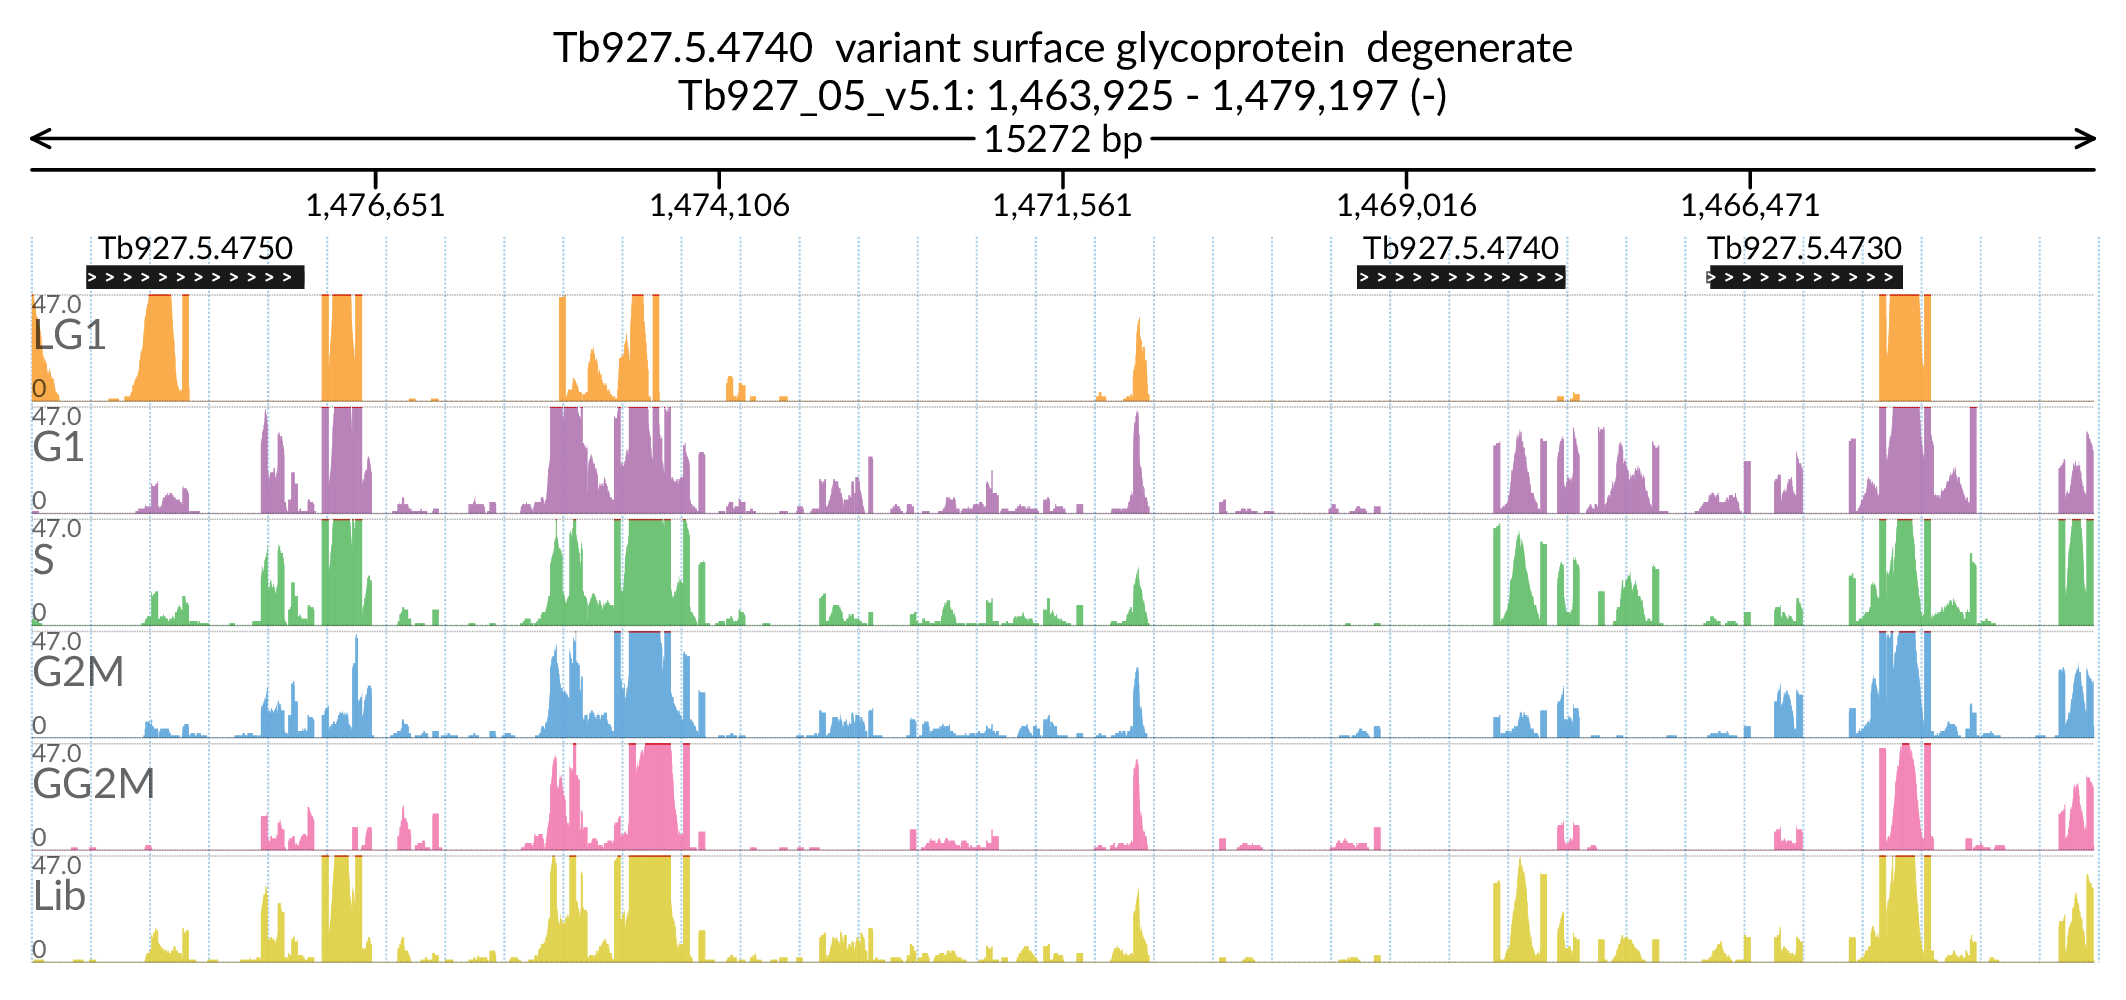 Tb927.5.4740  variant surface glycoprotein  degenerate
Tb927_05_v5.1: 1,463,925 - 1,479,197 (-)
15272 bp
1,476,651 1,474,106 1,471,561 1,469,016 1,466,471
Tb927.5.4750 Tb927.5.4740 Tb927.5.4730
47.0
LG1
0
47.0
G1
0
47.0
S
0
47.0
G2M
0
47.0
GG2M
0
47.0
Lib
0